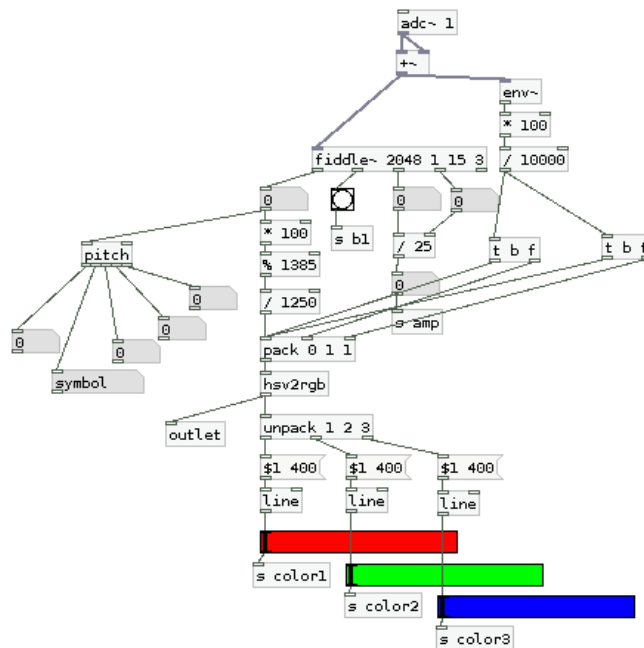 adc~ 1
+~
env~
* 100
fiddle~ 2048 1 15 3
/ 10000
0
0
0
* 100
s b1
pitch
/ 25
t b f
t b f
% 1385
0
0
/ 1250
0
s amp
0
0
pack 0 1 1
symbol
hsv2rgb
outlet
unpack 1 2 3
$1 400
$1 400
$1 400
line
line
line
s color1
s color2
s color3